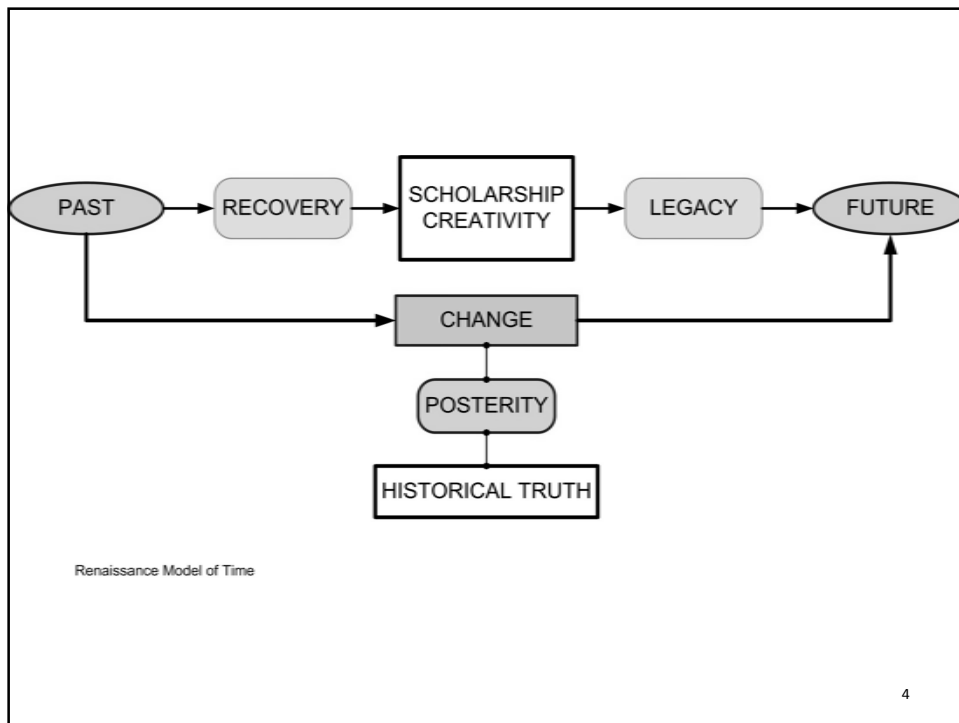 PAST
RECOVERY
SCHOLARSHIP
CREATIVITY
LEGACY
FUTURE
CHANGE
POSTERITY
HISTORICAL TRUTH
Renaissance Model of Time
4